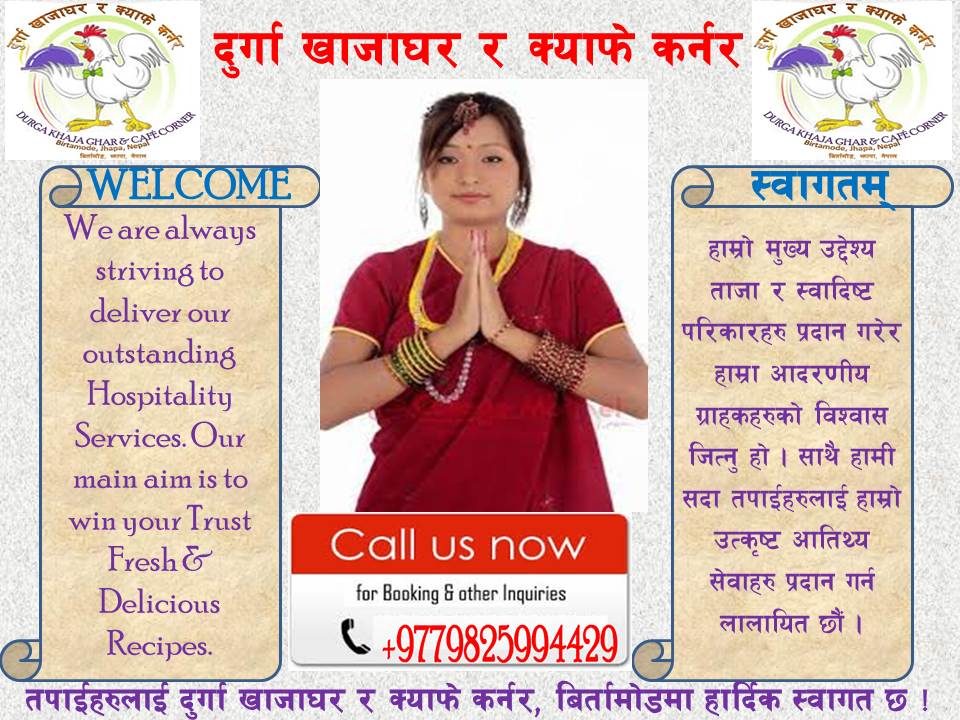 दुर्गा खाजाघर र क्याफे कर्नर
दुर्गा खाजाघर र क्याफे कर्नर
दुर्गा खाजाघर र क्याफे कर्नर
DURGA KHAJA GHAR & CAFÉ CORNER
Birtamode, Jhapa, Nepal
बिर्तामोड, झापा, नेपाल
DURGA KHAJA GHAR & CAFÉ CORNER
Birtamode, Jhapa, Nepal
बिर्तामोड, झापा, नेपाल
WELCOME
We are always
striving to
deliver our
outstanding
Hospitality
Services. Our
main aim is to
win your Trust
Fresh &
Delicious
Recipes.
स्वागतम्
हाम्रो मुख्य उद्देश्य
ताजा र स्वादिष्ट
परिकारहरु प्रदान गरेर
हाम्रा आदरणीय
ग्राहकहरुको विश्वास
जित्नु हो । साथै हामी
सदा तपाईहरुलाई हाम्रो
उत्कृष्ट आतिथ्य
सेवाहरु प्रदान गर्न
लालायित छौं ।
Call us now
for Booking & other Inquiries
+9779825994429
तपाईहरुलाई दुर्गा खाजाघर र क्याफे कर्नर, बिर्तामोडमा हार्दिक स्वागत छ !